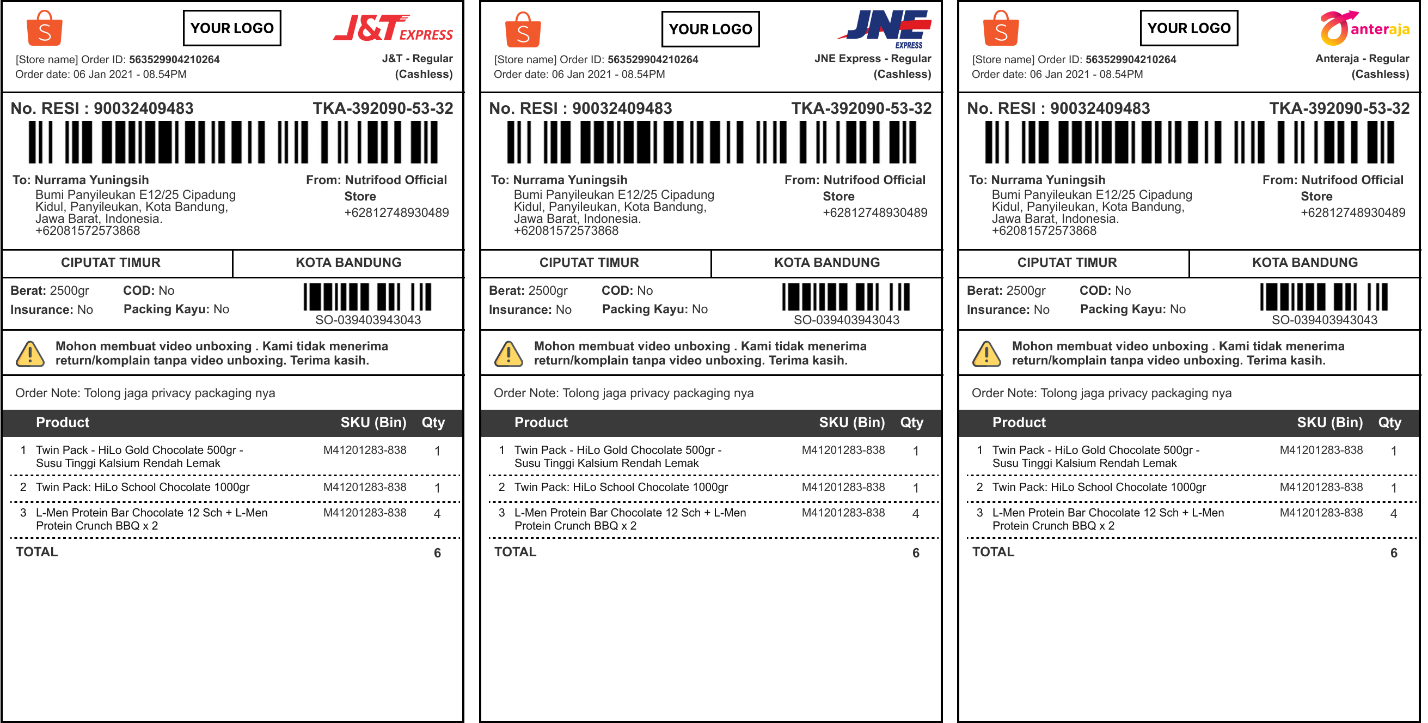 S
YOUR LOGO
J&T EXPRESS
[Store name] Order ID: 563529904210264
J&T - Regular
Order date: 06 Jan 2021 - 08.54PM
(Cashless)
No. RESI : 90032409483
TKA-392090-53-32
To: Nurrama Yuningsih
Bumi Panyileukan E12/25 Cipadung
Kidul, Panyileukan, Kota Bandung,
Jawa Barat, Indonesia.
+62081572573868
From: Nutrifood Official
Store
+62812748930489
CIPUTAT TIMUR
KOTA BANDUNG
Berat: 2500gr
COD: No
Insurance: No
Packing Kayu: No
SO-039403943043
Mohon membuat video unboxing . Kami tidak menerima
return/komplain tanpa video unboxing. Terima kasih.
Order Note: Tolong jaga privacy packaging nya
Product SKU (Bin) Qty
1 Twin Pack - HiLo Gold Chocolate 500gr - M41201283-838 1
Susu Tinggi Kalsium Rendah Lemak
2 Twin Pack: HiLo School Chocolate 1000gr M41201283-838 1
3 L-Men Protein Bar Chocolate 12 Sch + L-Men M41201283-838 4
Protein Crunch BBQ x 2
TOTAL 6
S
YOUR LOGO
JNE
EXPRESS
[Store name] Order ID: 563529904210264
JNE Express - Regular
Order date: 06 Jan 2021 - 08.54PM
(Cashless)
No. RESI : 90032409483
TKA-392090-53-32
To: Nurrama Yuningsih
Bumi Panyileukan E12/25 Cipadung
Kidul, Panyileukan, Kota Bandung,
Jawa Barat, Indonesia.
+62081572573868
From: Nutrifood Official
Store
+62812748930489
CIPUTAT TIMUR
KOTA BANDUNG
Berat: 2500gr
COD: No
Insurance: No
Packing Kayu: No
SO-039403943043
Mohon membuat video unboxing . Kami tidak menerima
return/komplain tanpa video unboxing. Terima kasih.
Order Note: Tolong jaga privacy packaging nya
Product SKU (Bin) Qty
1 Twin Pack - HiLo Gold Chocolate 500gr - M41201283-838 1
Susu Tinggi Kalsium Rendah Lemak
2 Twin Pack: HiLo School Chocolate 1000gr M41201283-838 1
3 L-Men Protein Bar Chocolate 12 Sch + L-Men M41201283-838 4
Protein Crunch BBQ x 2
TOTAL 6
S
YOUR LOGO
anteraja
[Store name] Order ID: 563529904210264
Anteraja - Regular
Order date: 06 Jan 2021 - 08.54PM
(Cashless)
No. RESI : 90032409483
TKA-392090-53-32
To: Nurrama Yuningsih
Bumi Panyileukan E12/25 Cipadung
Kidul, Panyileukan, Kota Bandung,
Jawa Barat, Indonesia.
+62081572573868
From: Nutrifood Official
Store
+62812748930489
CIPUTAT TIMUR
KOTA BANDUNG
Berat: 2500gr
COD: No
Insurance: No
Packing Kayu: No
SO-039403943043
Mohon membuat video unboxing . Kami tidak menerima
return/komplain tanpa video unboxing. Terima kasih.
Order Note: Tolong jaga privacy packaging nya
Product SKU (Bin) Qty
1 Twin Pack - HiLo Gold Chocolate 500gr - M41201283-838 1
Susu Tinggi Kalsium Rendah Lemak
2 Twin Pack: HiLo School Chocolate 1000gr M41201283-838 1
3 L-Men Protein Bar Chocolate 12 Sch + L-Men M41201283-838 4
Protein Crunch BBQ x 2
TOTAL 6